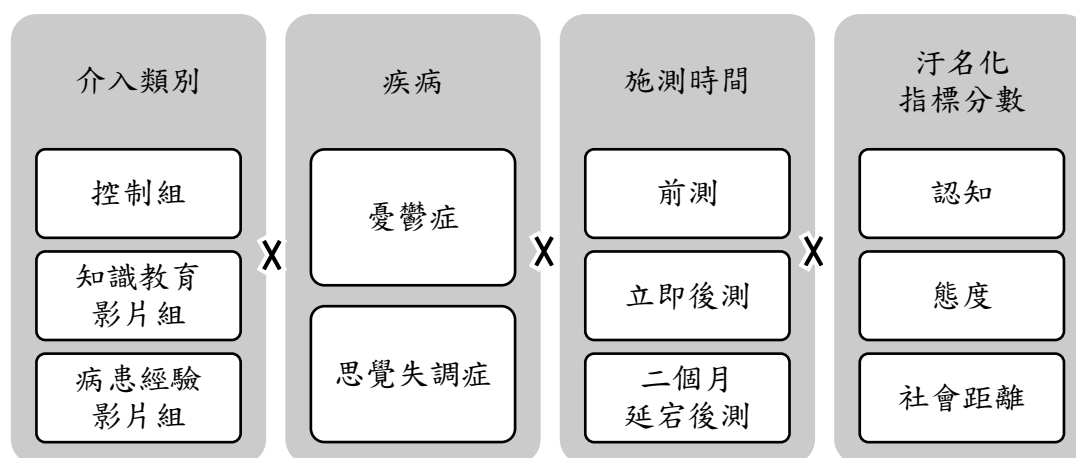 介入類別
控制組
知識教育
影片組
病患經驗
影片組
X
疾病
憂鬱症
思覺失調症
X
施測時間
前測
立即後測
二個月
延宕後測
X
汙名化
指標分數
認知
態度
社會距離